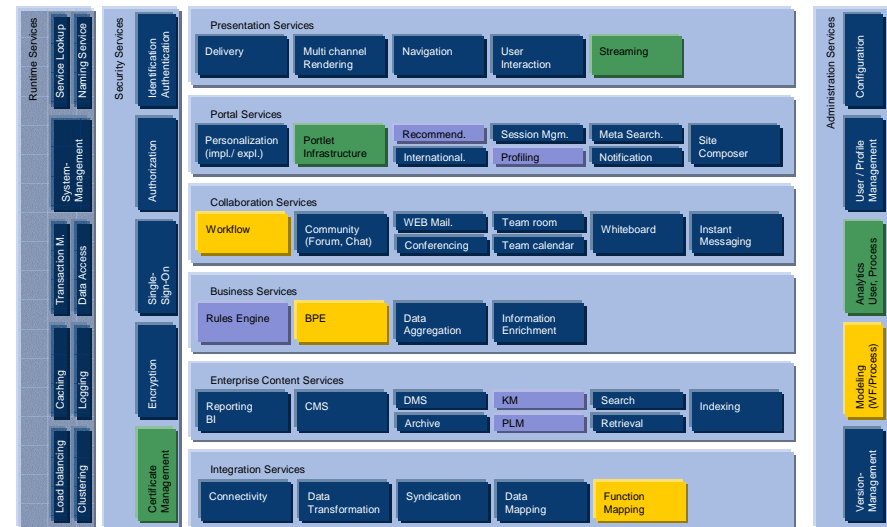 Runtime Services
Service Lookup
Naming Service
System-
Management
Transaction M.
Data Access
Caching
Logging
Load balancing
Clustering
Security Services
Identification
Authentication
Authorization
Single-
Sign-On
Encryption
Certificate
Management
Presentation Services
Delivery
Multi channel
Rendering
Navigation
User
Interaction
Streaming
Portal Services
Personalization
(impl./ expl.)
Portlet
Infrastructure
Recommend.
International.
Session Mgm.
Profiling
Meta Search.
Notification
Site
Composer
Collaboration Services
Workflow
Community
(Forum, Chat)
WEB Mail.
Conferencing
Team room
Team calendar
Whiteboard
Instant
Messaging
Business Services
Rules Engine
BPE
Data
Aggregation
Information
Enrichment
Enterprise Content Services
Reporting
BI
CMS
DMS
Archive
KM
PLM
Search
Retrieval
Indexing
Integration Services
Connectivity
Data
Transformation
Syndication
Data
Mapping
Function
Mapping
Administration Services
Configuration
User / Profile
Management
Analytics
User, Process
Modeling
(WF/Process)
Version-
Management